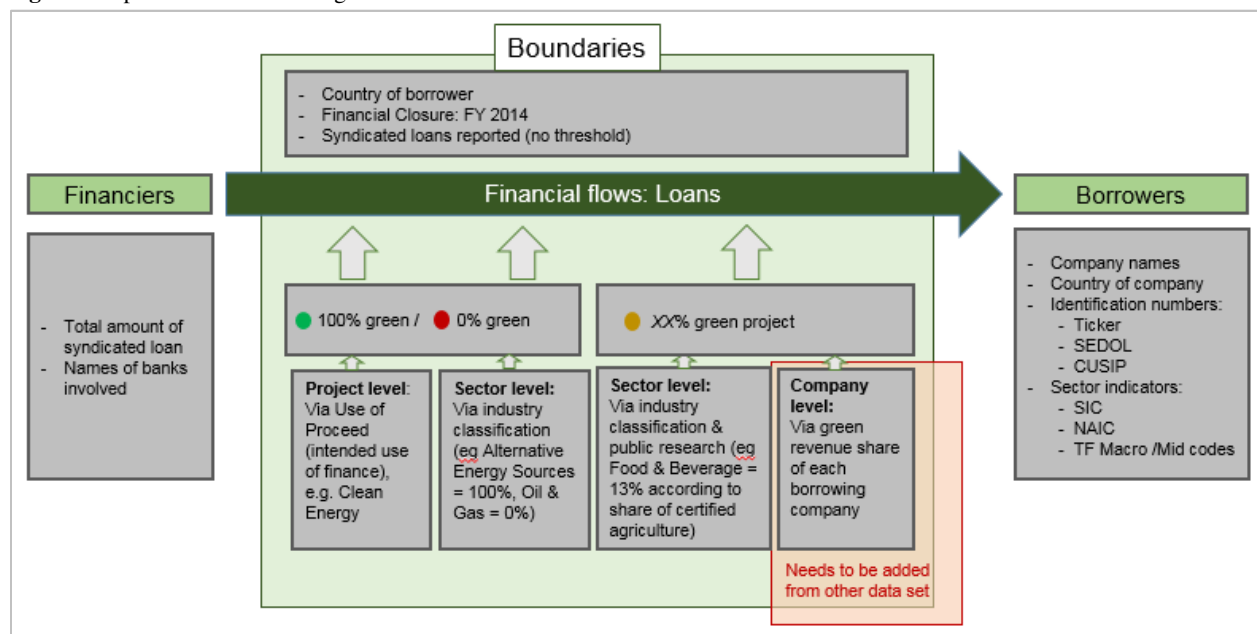 Boundaries
- Country of borrower
- Financial Closure: FY 2014
- Syndicated loans reported (no threshold)
Financiers
Financial flows: Loans
Borrowers
- Total amount of
syndicated loan
- Names of banks
involved
100% green /
0% green
XX% green project
Project level:
Via Use of
Proceed
(intended use
of finance),
e.g. Clean
Energy
Sector level:
Via industry
classification
(eg Alternative
Energy Sources
= 100%, Oil &
Gas = 0%)
Sector level:
Via industry
classification &
public research (eg
Food & Beverage =
13% according to
share of certified
agriculture)
Company
level:
Via green
revenue share
of each
borrowing
company
Needs to be added
from other data set
- Company names
- Country of company
- Identification numbers:
- Ticker
- SEDOL
- CUSIP
- Sector indicators:
- SIC
- NAIC
- TF Macro /Mid codes